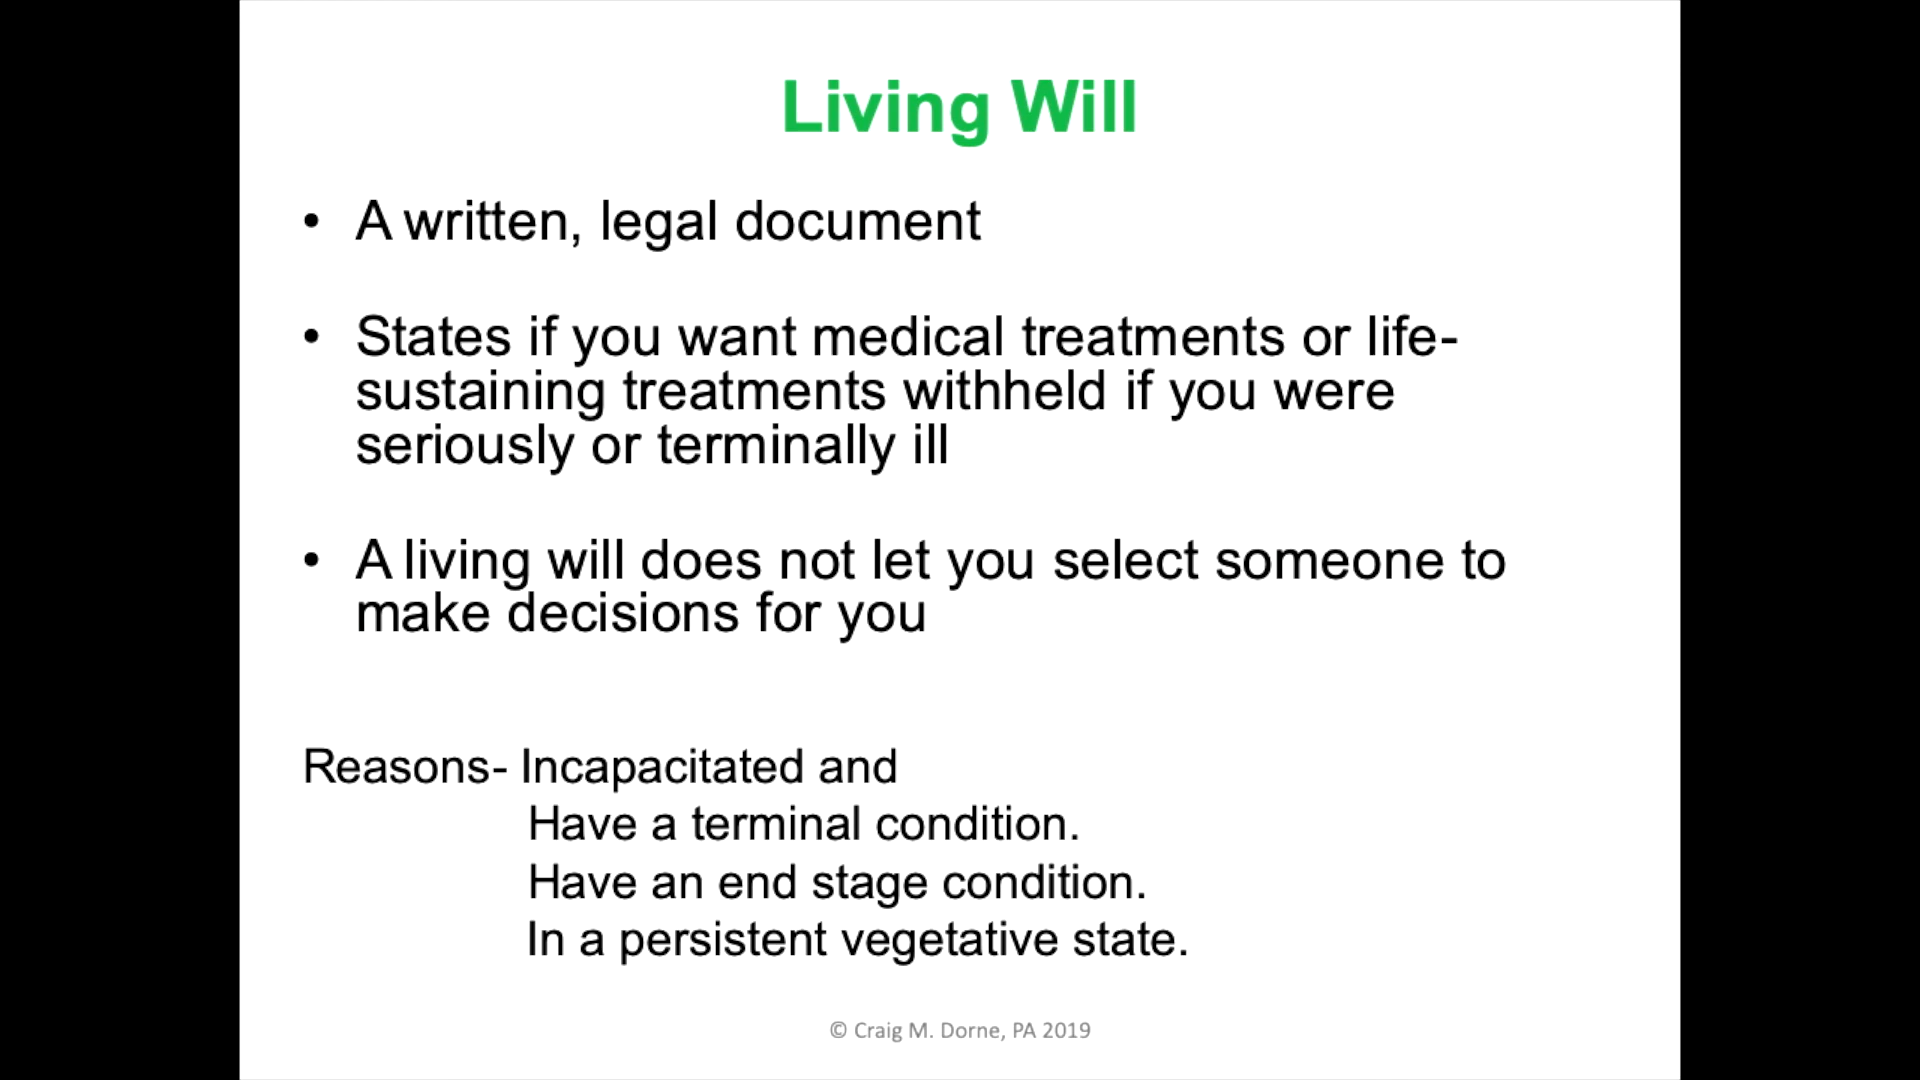 Living Will
• A written, legal document
• States if you want medical treatments or life-
sustaining treatments withheld if you were
seriously or terminally ill
• A living will does not let you select someone to
make decisions for you
Reasons- Incapacitated and
Have a terminal condition.
Have an end stage condition.
In a persistent vegetative state.
© Craig M. Dorne, PA 2019